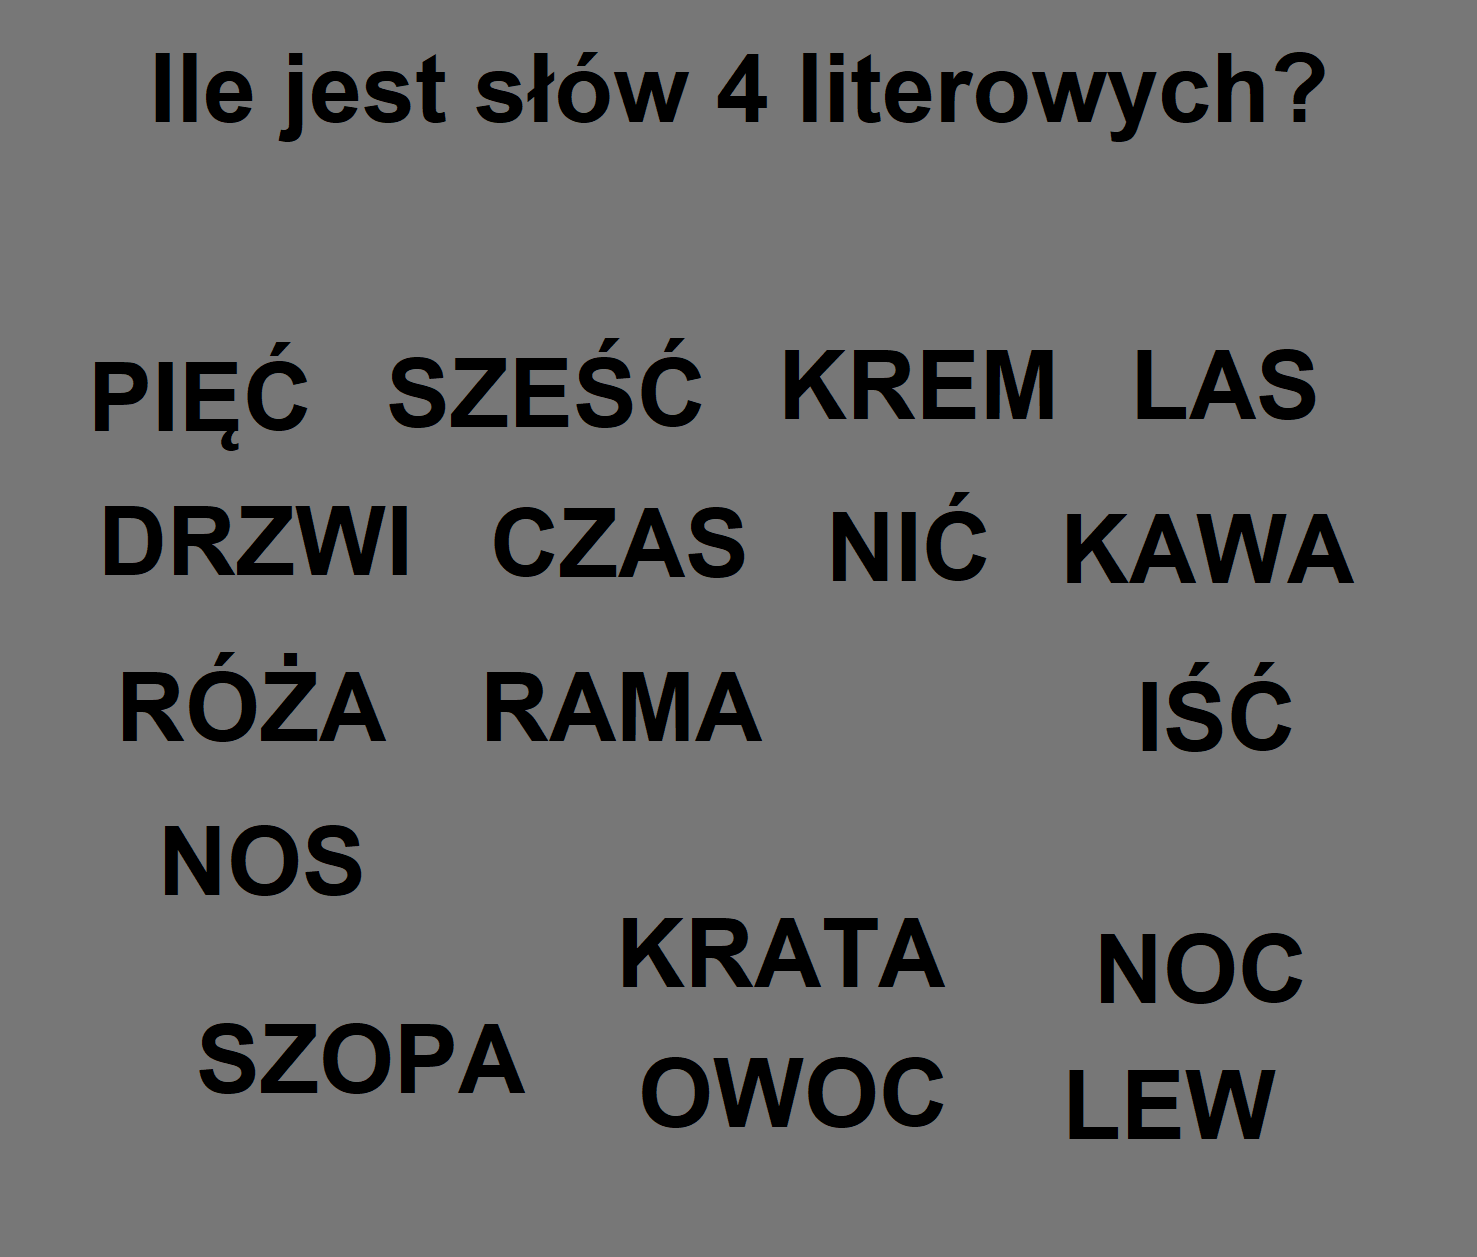 Ile jest słów 4 literowych?
PIĘĆ SZEŚĆ KREM LAS
DRZWI CZAS NIĆ KAWA
RÓŻA RAMA IŚĆ
NOS
KRATA NOC
SZOPA
OWOC LEW